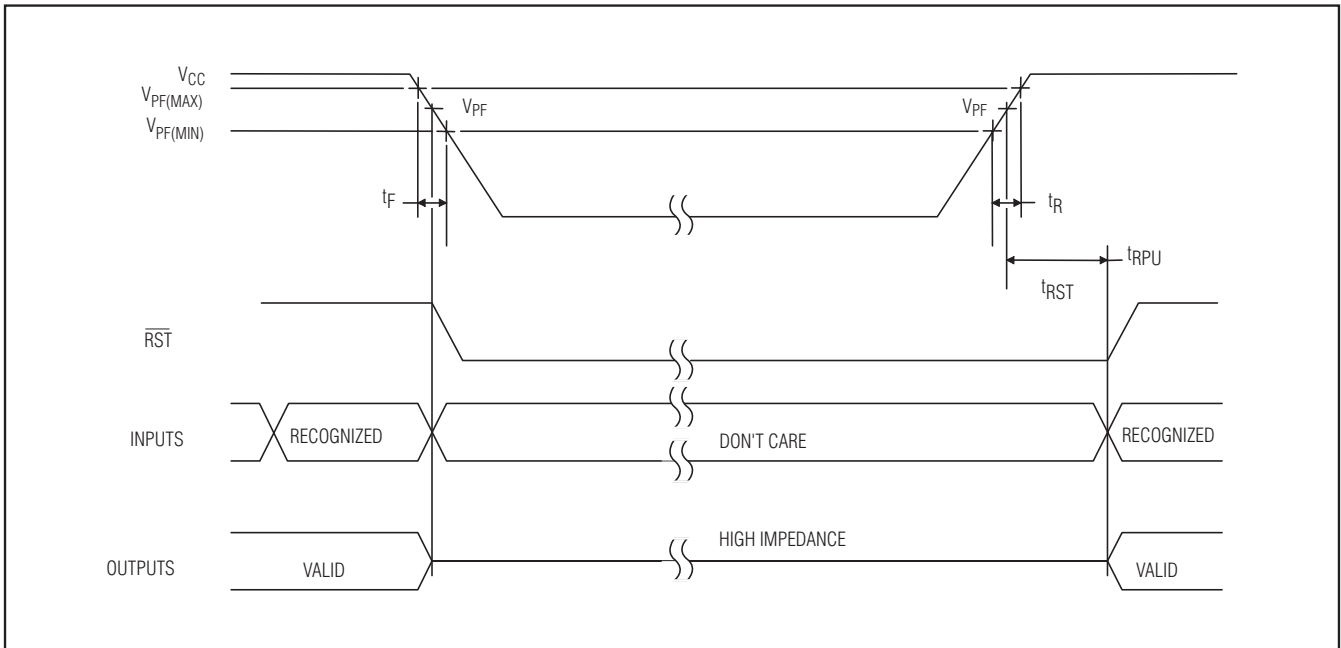 VCC
VPF(MAX)
VPF VPF
VPF(MIN)
tF tR
tRPU
tRST
RST
INPUTS RECOGNIZED DON'T CARE RECOGNIZED
HIGH IMPEDANCE
OUTPUTS VALID VALID